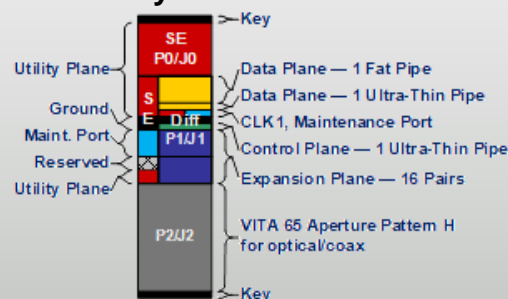 Key
SE
P0/J0
Utility Plane
Data Plane — 1 Fat Pipe
S
E
Data Plane — 1 Ultra-Thin Pipe
Ground
Diff
CLK1, Maintenance Port
Maint. Port
P1/J1
Control Plane — 1 Ultra-Thin Pipe
Reserved
Expansion Plane — 16 Pairs
Utility Plane
P2/J2
VITA 65 Aperture Pattern H
for optical/coax
Key